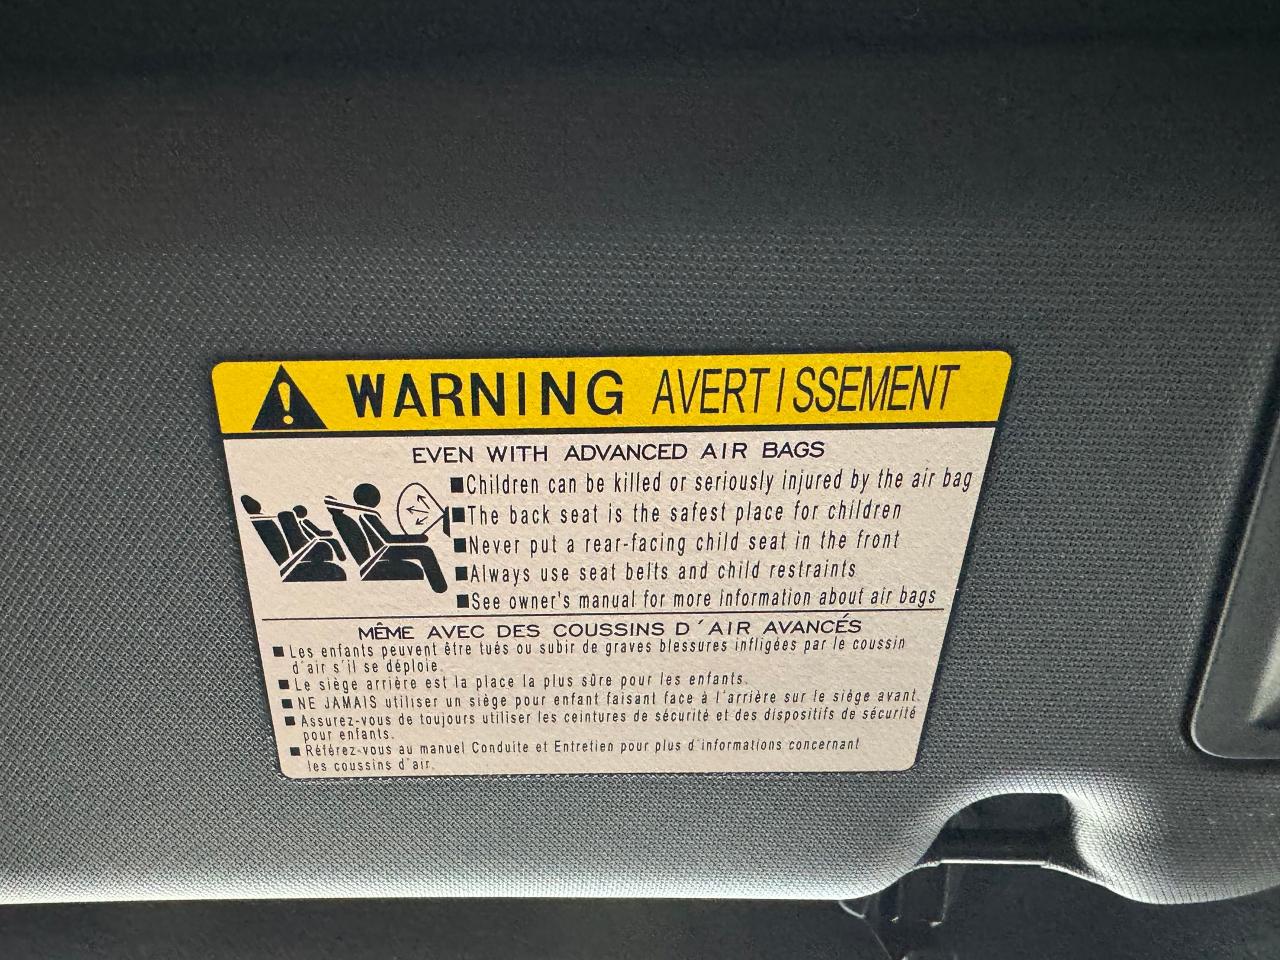 WARNING AVERTISSEMENT
EVEN WITH ADVANCED AIR BAGS
■Children can be killed or seriously injured by the air bag
■The back seat is the safest place for children
■Never put a rear-facing child seat in the front
■Always use seat belts and child restraints
■See owner's manual for more information about air bags
MÊME AVEC DES COUSSINS D'AIR AVANCÉS
■ Les enfants peuvent être tués ou subir de graves blessures infligées par le coussin
d'air s'il se déploie.
■ Le siège arrière est la place la plus sûre pour les enfants.
■ NE JAMAIS utiliser un siège pour enfant faisant face à l'arrière sur le siège avant.
■ Assurez-vous de toujours utiliser les ceintures de sécurité et des dispositifs de sécurité
pour enfants.
■ Référez-vous au manuel Conduite et Entretien pour plus d'informations concernant
les coussins d'air.